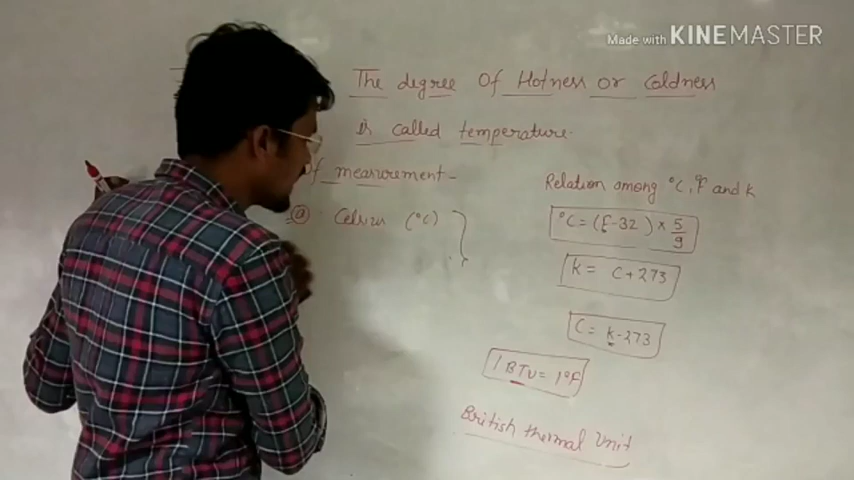 Made with KINEMASTER
The degree Of Hotness or Coldness
is called temperature.
Of measurement-
Relation among °C, °F and k
(a) Celsius (°C)
°C = (F-32) × 5/9
k = C+273
C = k-273
1 BTU = 1°F
British thermal Unit